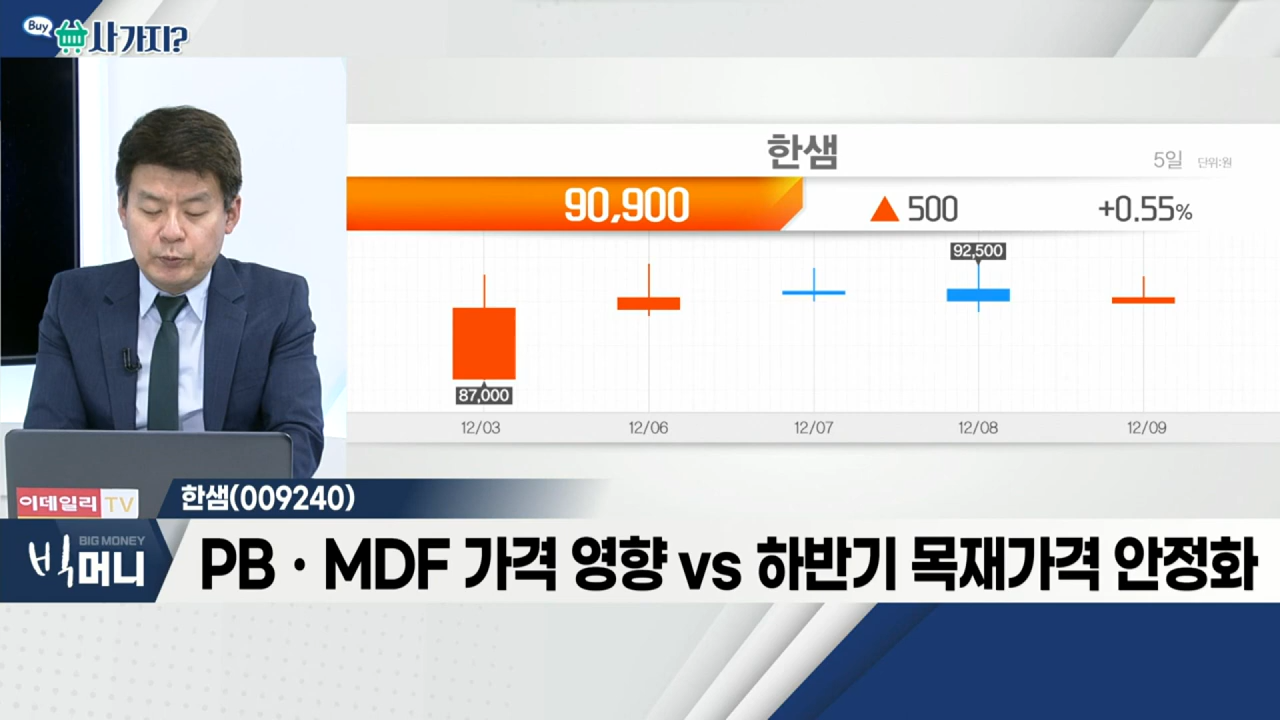 Buy 사가지?
한샘
5일 단위:원
90,900 ▲ 500 +0.55%
92,500
87,000
12/03 12/06 12/07 12/08 12/09
이데일리 TV
한샘(009240)
BIG MONEY
빅머니
PB · MDF 가격 영향 vs 하반기 목재가격 안정화